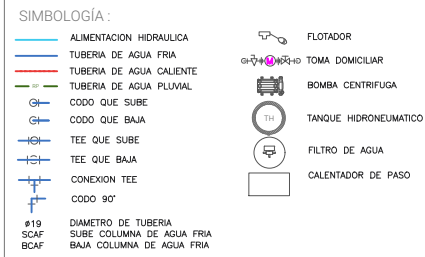 SIMBOLOGÍA :
ALIMENTACION HIDRAULICA
TUBERIA DE AGUA FRIA
TUBERIA DE AGUA CALIENTE
RP TUBERIA DE AGUA PLUVIAL
CODO QUE SUBE
CODO QUE BAJA
TEE QUE SUBE
TEE QUE BAJA
CONEXION TEE
CODO 90°
ø19 DIAMETRO DE TUBERIA
SCAF SUBE COLUMNA DE AGUA FRIA
BCAF BAJA COLUMNA DE AGUA FRIA
FLOTADOR
M TOMA DOMICILIAR
BOMBA CENTRIFUGA
TH TANQUE HIDRONEUMATICO
FILTRO DE AGUA
CALENTADOR DE PASO